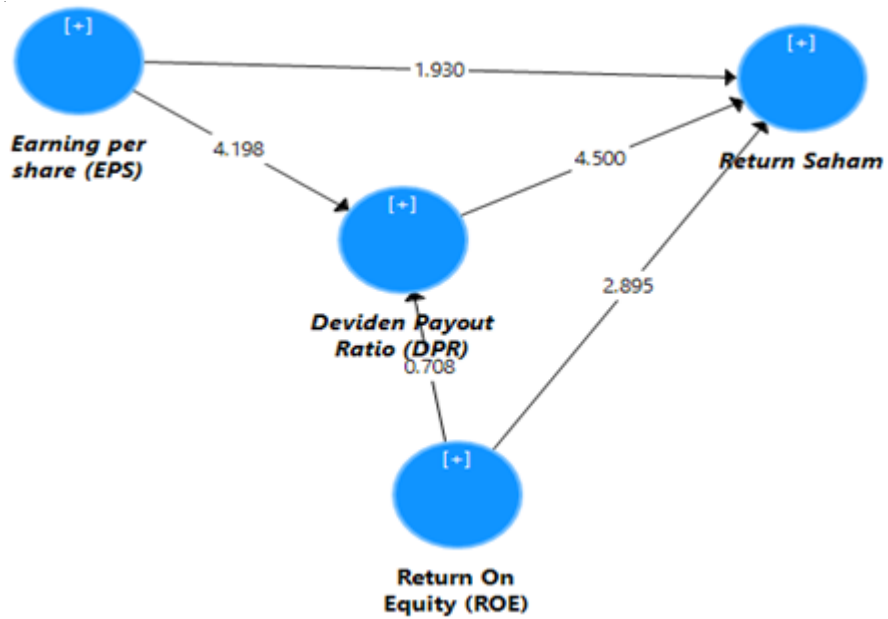 [+]
[+]
1.930
Earning per
share (EPS)
4.198
4.500
Return Saham
[+]
2.895
Deviden Payout
Ratio (DPR)
0.708
[+]
Return On
Equity (ROE)